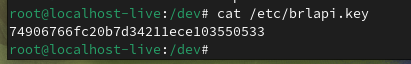 root@localhost-live:/dev# cat /etc/brlapi.key
74906766fc20b7d34211ece103550533
root@localhost-live:/dev#